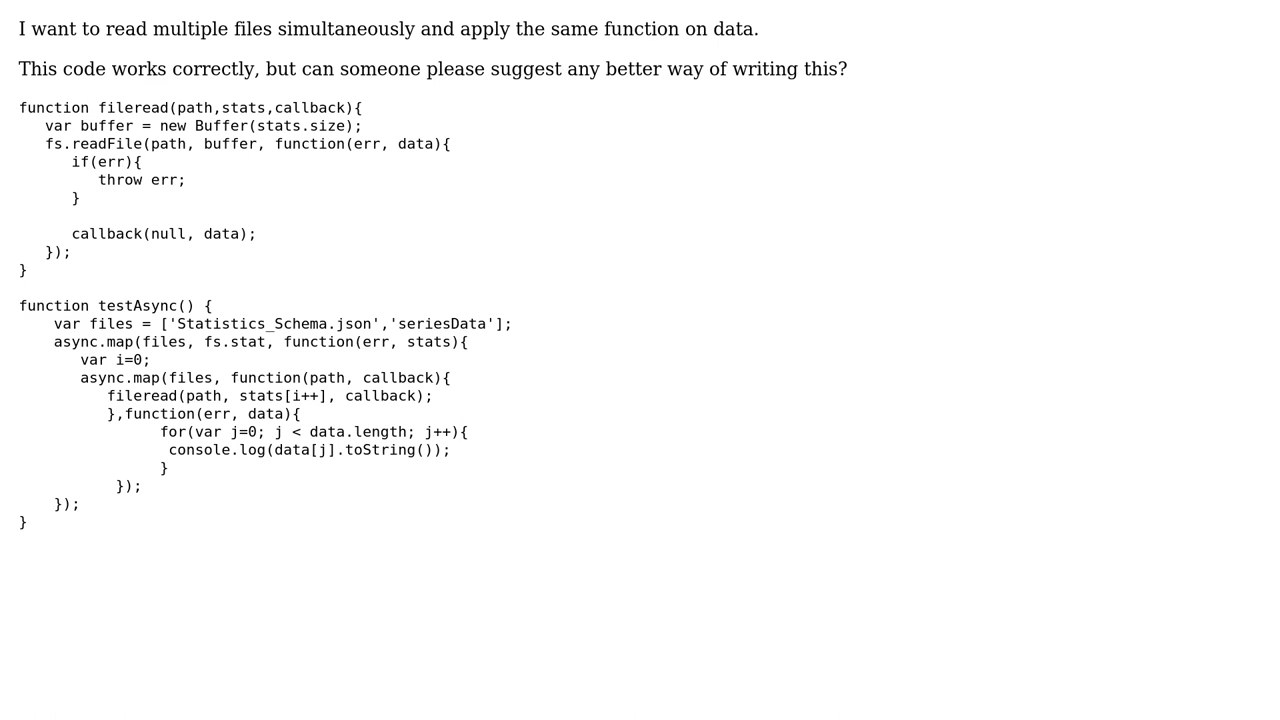 I want to read multiple files simultaneously and apply the same function on data.
This code works correctly, but can someone please suggest any better way of writing this?
function fileread(path,stats,callback){
   var buffer = new Buffer(stats.size);
   fs.readFile(path, buffer, function(err, data){
      if(err){
         throw err;
      }

      callback(null, data);
   });
}

function testAsync() {
    var files = ['Statistics_Schema.json','seriesData'];
    async.map(files, fs.stat, function(err, stats){
       var i=0;
       async.map(files, function(path, callback){
          fileread(path, stats[i++], callback);
          },function(err, data){
                for(var j=0; j < data.length; j++){
                 console.log(data[j].toString());
                }
           });
    });
}